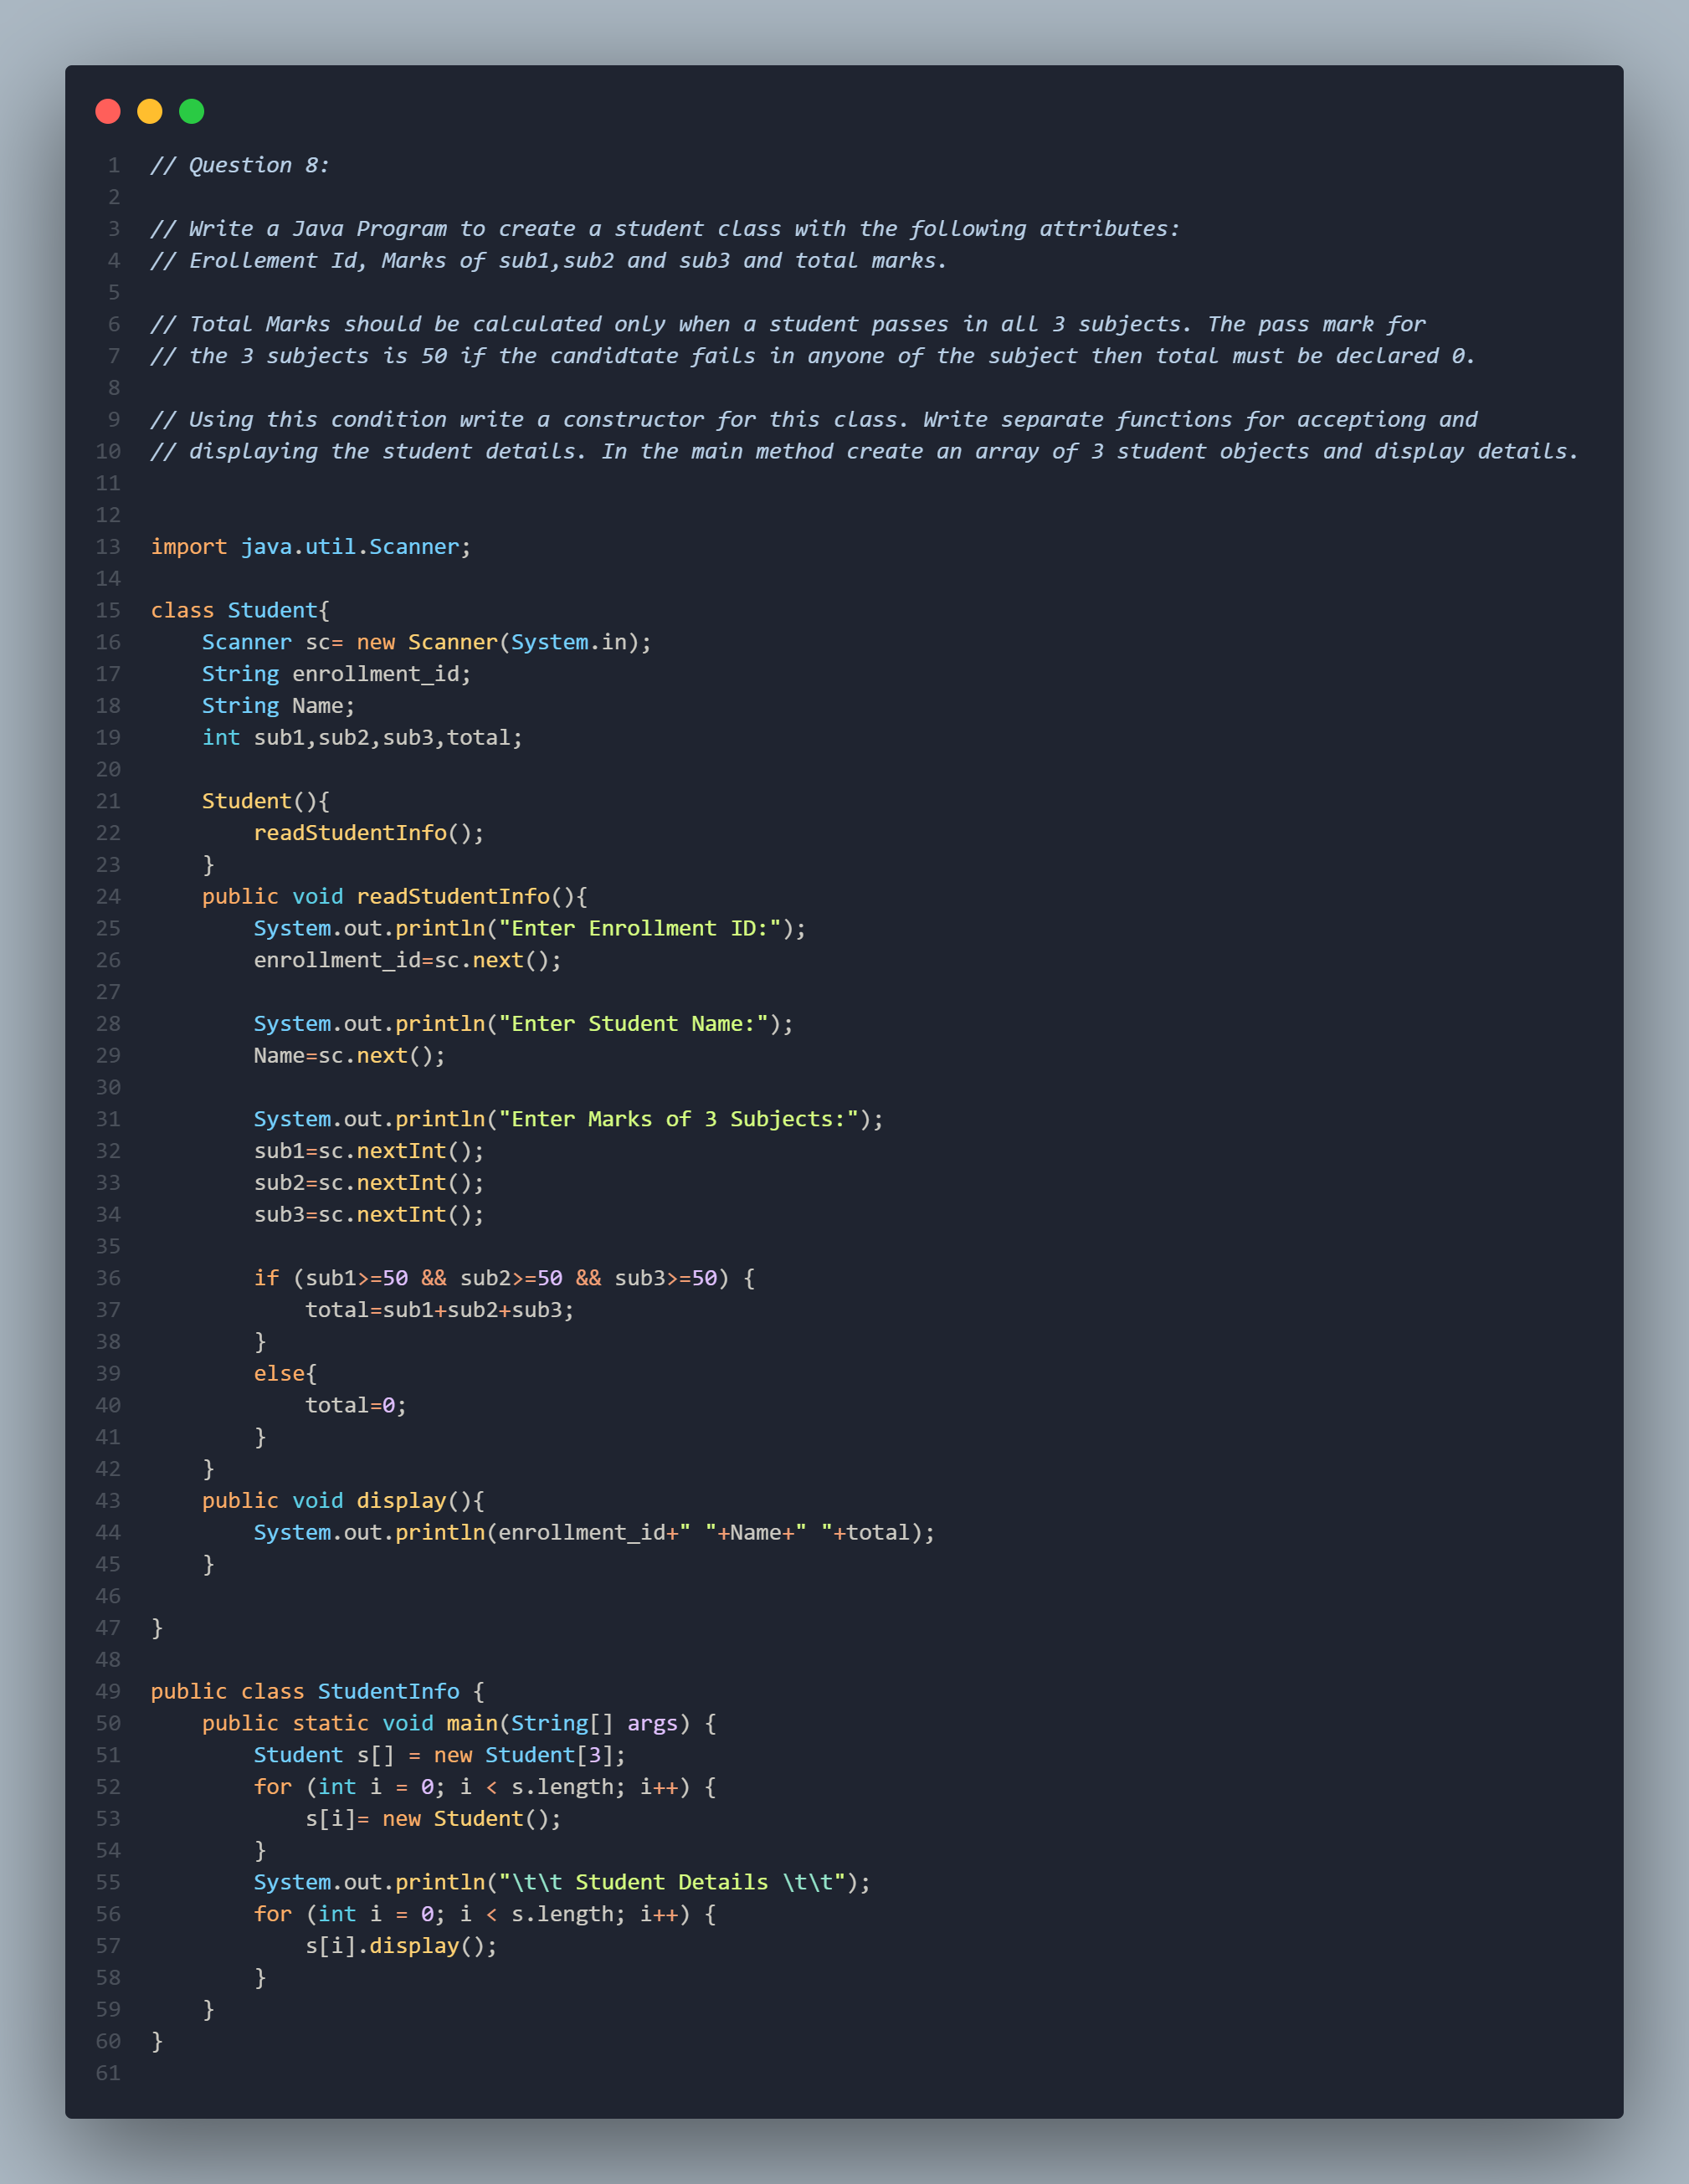 1 // Question 8:
2
3 // Write a Java Program to create a student class with the following attributes:
4 // Erollement Id, Marks of sub1,sub2 and sub3 and total marks.
5
6 // Total Marks should be calculated only when a student passes in all 3 subjects. The pass mark for
7 // the 3 subjects is 50 if the candidtate fails in anyone of the subject then total must be declared 0.
8
9 // Using this condition write a constructor for this class. Write separate functions for acceptiong and
10 // displaying the student details. In the main method create an array of 3 student objects and display details.
11
12
13 import java.util.Scanner;
14
15 class Student{
16     Scanner sc= new Scanner(System.in);
17     String enrollment_id;
18     String Name;
19     int sub1,sub2,sub3,total;
20
21     Student(){
22         readStudentInfo();
23     }
24     public void readStudentInfo(){
25         System.out.println("Enter Enrollment ID:");
26         enrollment_id=sc.next();
27
28         System.out.println("Enter Student Name:");
29         Name=sc.next();
30
31         System.out.println("Enter Marks of 3 Subjects:");
32         sub1=sc.nextInt();
33         sub2=sc.nextInt();
34         sub3=sc.nextInt();
35
36         if (sub1>=50 && sub2>=50 && sub3>=50) {
37             total=sub1+sub2+sub3;
38         }
39         else{
40             total=0;
41         }
42     }
43     public void display(){
44         System.out.println(enrollment_id+" "+Name+" "+total);
45     }
46
47 }
48
49 public class StudentInfo {
50     public static void main(String[] args) {
51         Student s[] = new Student[3];
52         for (int i = 0; i < s.length; i++) {
53             s[i]= new Student();
54         }
55         System.out.println("\t\t Student Details \t\t");
56         for (int i = 0; i < s.length; i++) {
57             s[i].display();
58         }
59     }
60 }
61